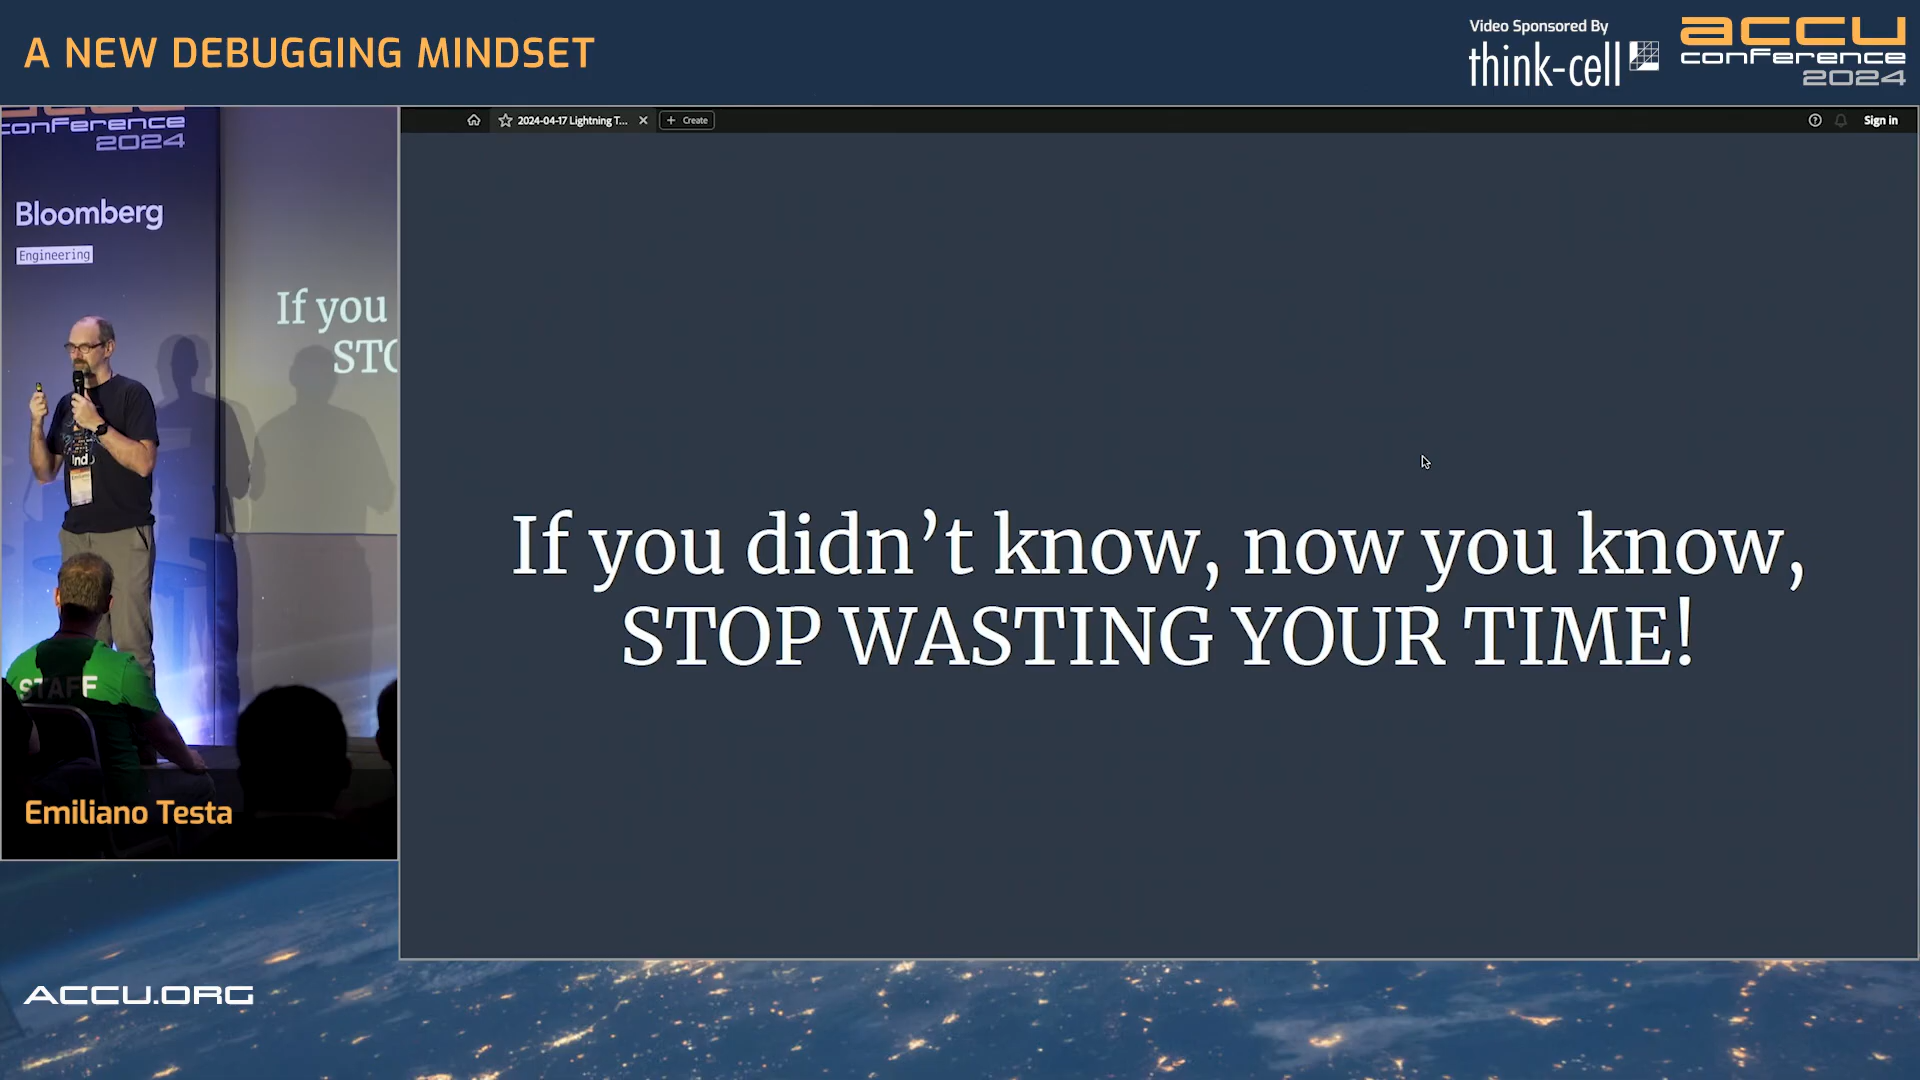 A NEW DEBUGGING MINDSET
Video Sponsored By
think-cell
accu
conference
2024
conference
2024
Bloomberg
Engineering
If you
STO
STAFF
Emiliano Testa
2024-04-17 Lightning T...
Create
Sign in
If you didn’t know, now you know,
STOP WASTING YOUR TIME!
ACCU.ORG